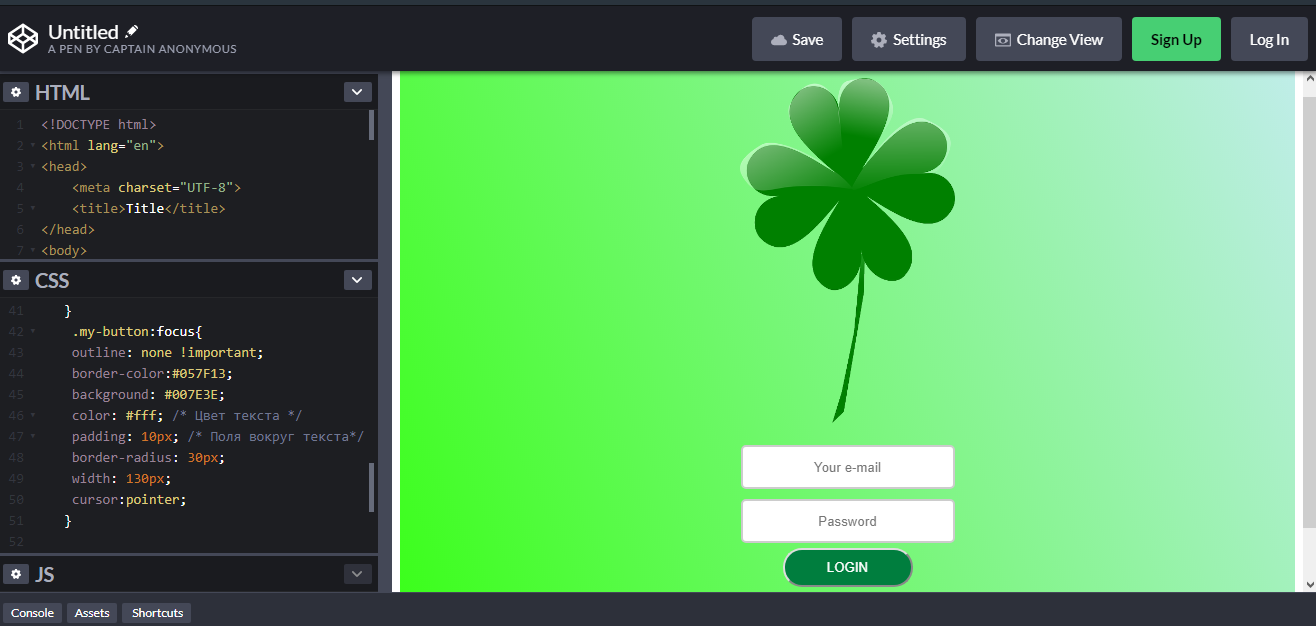 Untitled
A PEN BY CAPTAIN ANONYMOUS
Save
Settings
Change View
Sign Up
Log In
HTML
1 <!DOCTYPE html>
2 <html lang="en">
3 <head>
4 <meta charset="UTF-8">
5 <title>Title</title>
6 </head>
7 <body>
CSS
41 }
42 .my-button:focus{
43 outline: none !important;
44 border-color:#057F13;
45 background: #007E3E;
46 color: #fff; /* Цвет текста */
47 padding: 10px; /* Поля вокруг текста*/
48 border-radius: 30px;
49 width: 130px;
50 cursor:pointer;
51 }
52
JS
Your e-mail
Password
LOGIN
Console
Assets
Shortcuts